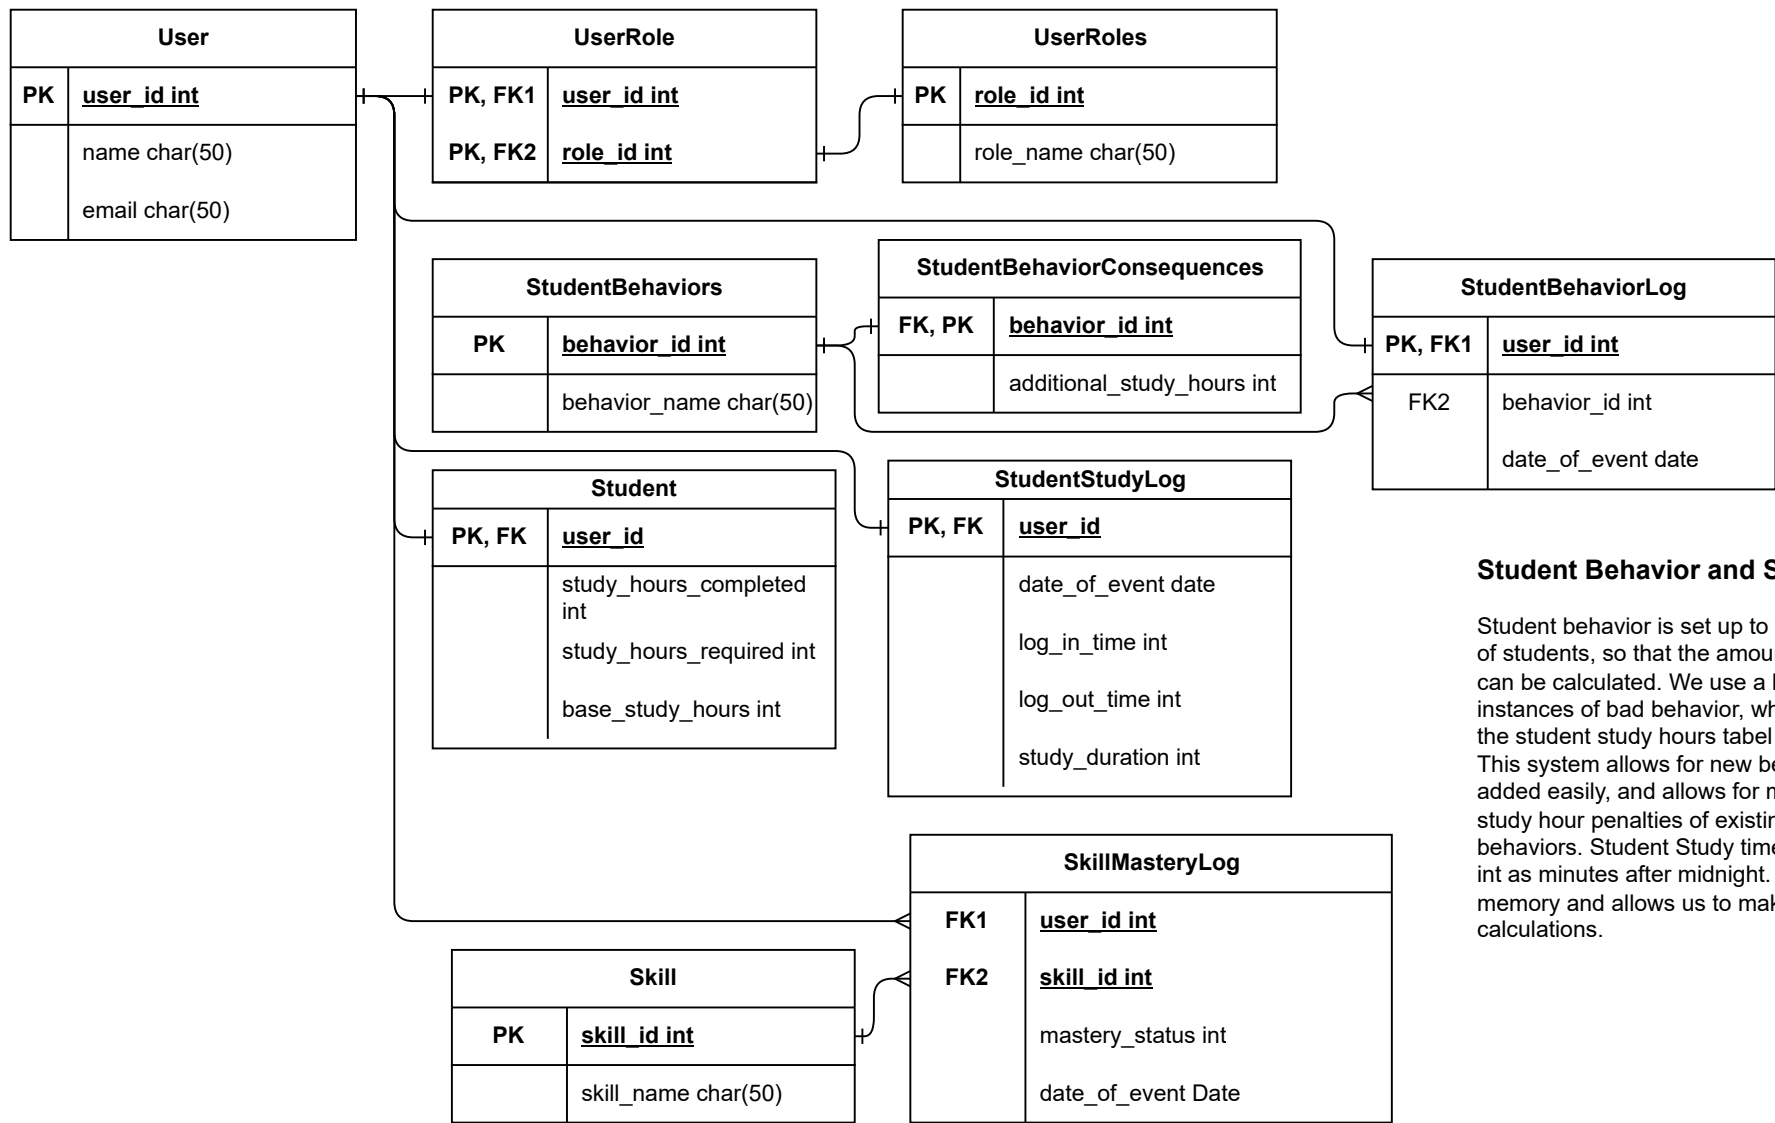 User
PK user_id int
name char(50)
email char(50)
UserRole
PK, FK1 user_id int
PK, FK2 role_id int
UserRoles
PK role_id int
role_name char(50)
StudentBehaviors
PK behavior_id int
behavior_name char(50)
StudentBehaviorConsequences
FK, PK behavior_id int
additional_study_hours int
StudentBehaviorLog
PK, FK1 user_id int
FK2 behavior_id int
date_of_event date
Student
PK, FK user_id
study_hours_completed
int
study_hours_required int
base_study_hours int
StudentStudyLog
PK, FK user_id
date_of_event date
log_in_time int
log_out_time int
study_duration int
Student Behavior and
Student behavior is set up to
of students, so that the
can be calculated. We use a
instances of bad behavior,
the student study hours tabel
This system allows for new
added easily, and allows for
study hour penalties of
behaviors. Student Study
int as minutes after midnight.
memory and allows us to
calculations.
SkillMasteryLog
FK1 user_id int
FK2 skill_id int
mastery_status int
date_of_event Date
Skill
PK skill_id int
skill_name char(50)